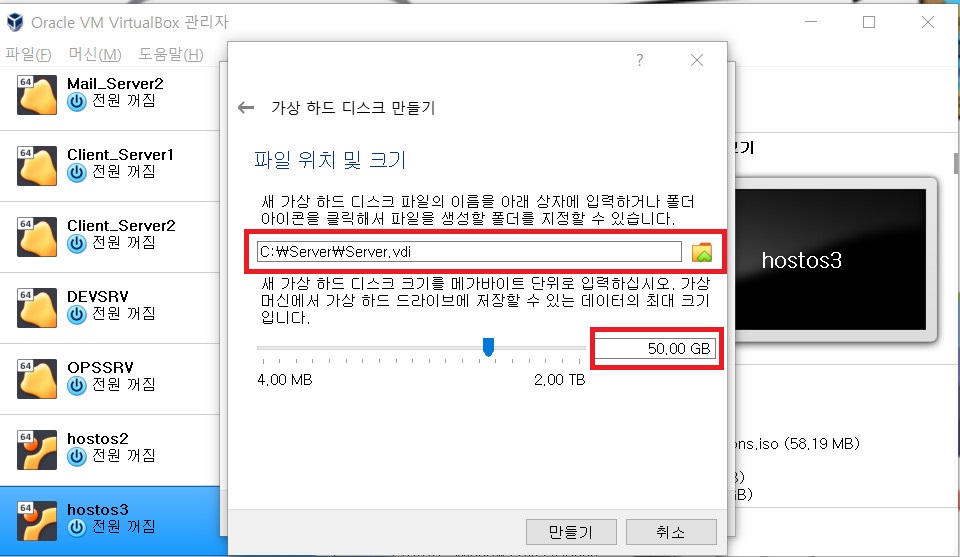 Oracle VM VirtualBox 관리자
파일(F) 머신(M) 도움말(H)
64
Mail_Server2
전원 꺼짐
64
Client_Server1
전원 꺼짐
64
Client_Server2
전원 꺼짐
64
DEVSRV
전원 꺼짐
64
OPSSRV
전원 꺼짐
64
hostos2
전원 꺼짐
64
hostos3
전원 꺼짐
?
가상 하드 디스크 만들기
파일 위치 및 크기
새 가상 하드 디스크 파일의 이름을 아래 상자에 입력하거나 폴더
아이콘을 클릭해서 파일을 생성할 폴더를 지정할 수 있습니다.
C:₩Server₩Server.vdi
새 가상 하드 디스크 크기를 메가바이트 단위로 입력하십시오. 가상
머신에서 가상 하드 드라이브에 저장할 수 있는 데이터의 최대 크기
입니다.
50.00 GB
4.00 MB
2.00 TB
만들기
취소
hostos3
ons.iso (58.19 MB)